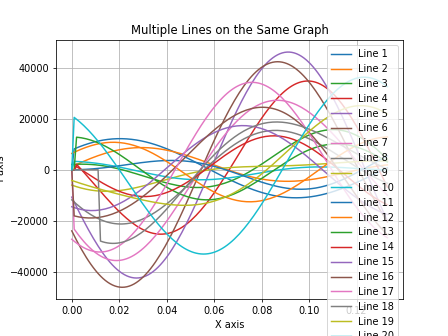 Multiple Lines on the Same Graph
40000
20000
0
−20000
−40000
axis
0.00
0.02
0.04
0.06
0.08
0.10
X axis
Line 1
Line 2
Line 3
Line 4
Line 5
Line 6
Line 7
Line 8
Line 9
Line 10
Line 11
Line 12
Line 13
Line 14
Line 15
Line 16
Line 17
Line 18
Line 19
Line 20